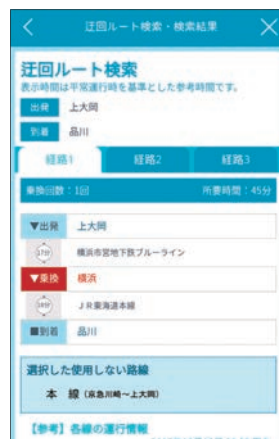 迂回ルート検索・検索結果
迂回ルート検索
表示時間は平常運行時を基準とした参考時間です。
出発 上大岡
到着 品川
経路1 経路2 経路3
乗換回数:1回 所要時間:45分
▼出発 上大岡
横浜市営地下鉄ブルーライン
▼乗換 横浜
JR東海道本線
■到着 品川
選択した使用しない路線
本 線 (京急川崎~上大岡)
【参考】各線の運行情報